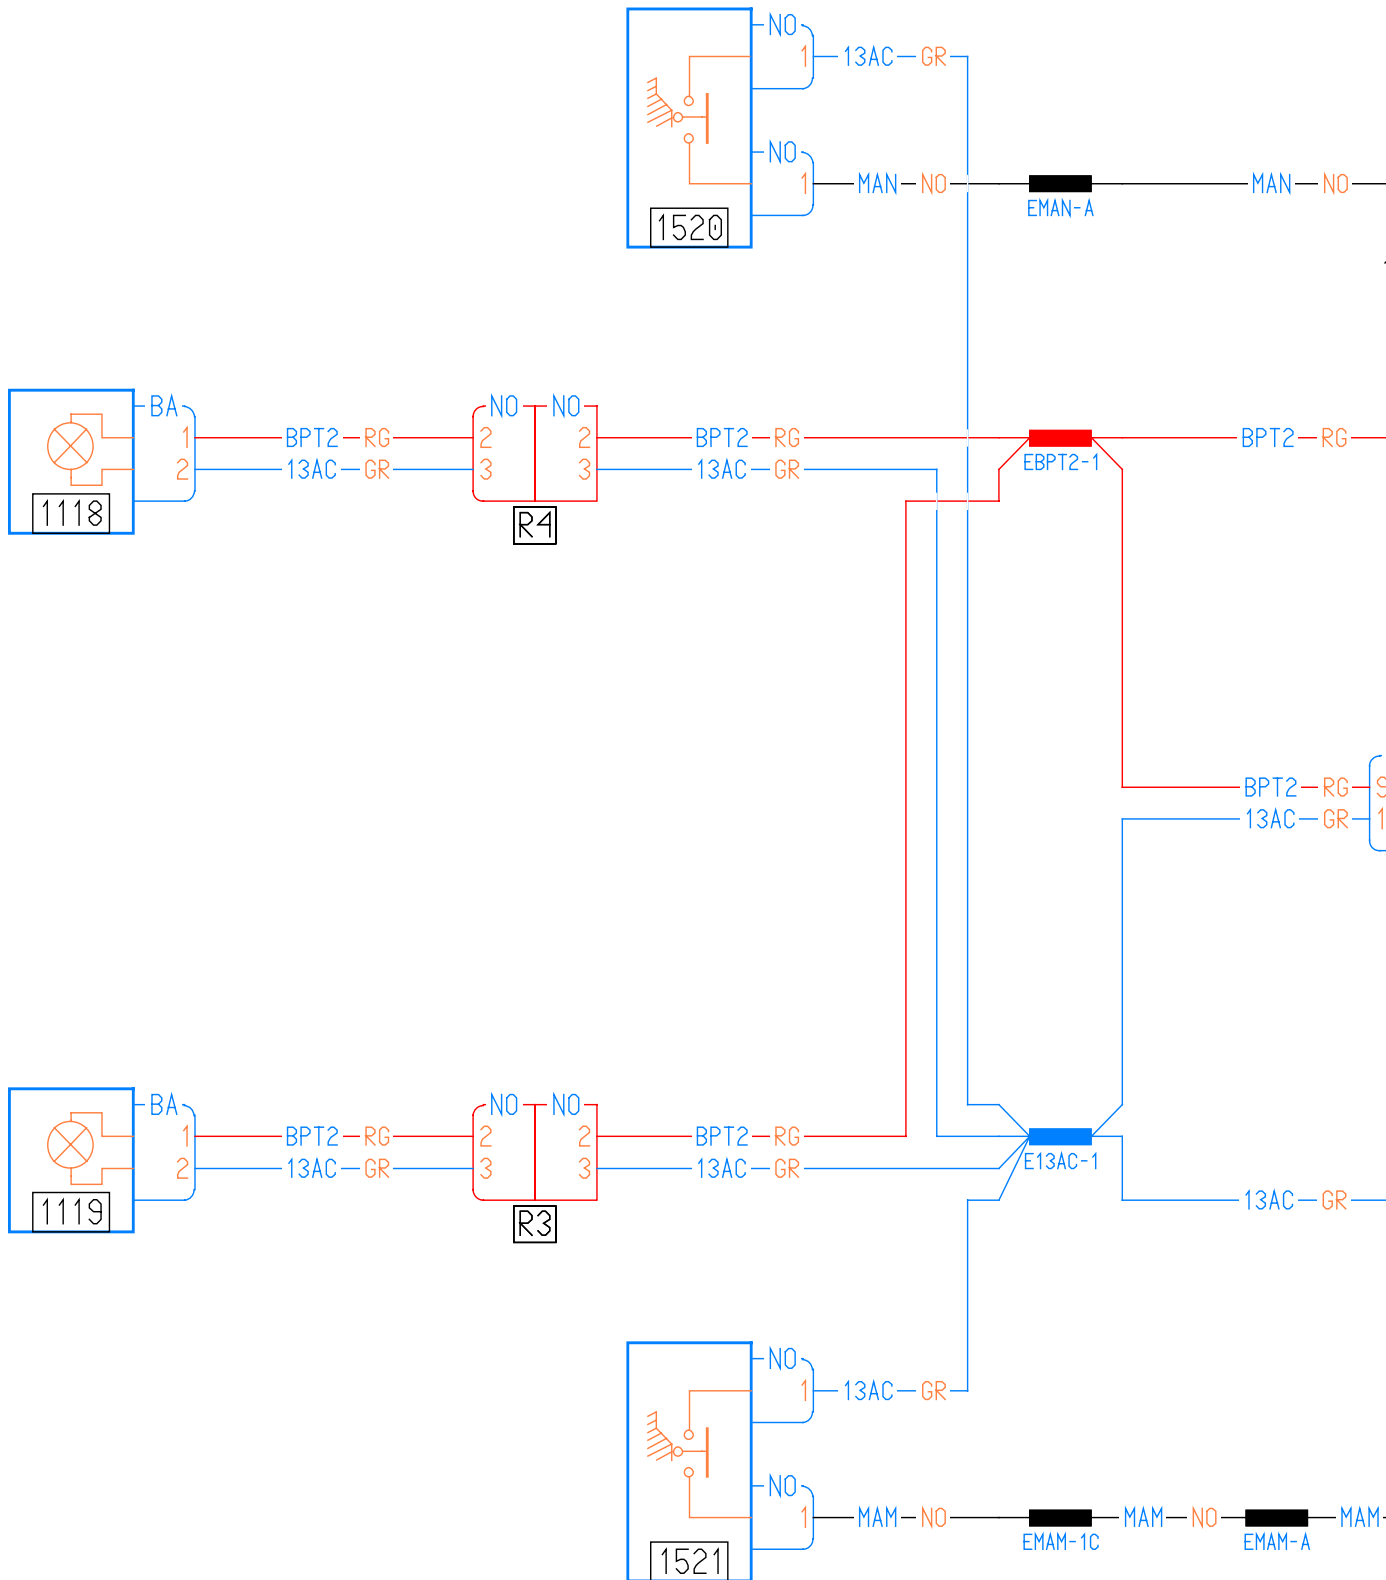 NO
1 13AC GR
NO
1 MAN NO MAN NO
EMAN-A
1520
BA NO NO
1 BPT2 RG 2 2 BPT2 RG BPT2 RG
2 13AC GR 3 3 13AC GR EBPT2-1
1118 R4
BPT2 RG
13AC GR 1
BA NO NO
1 BPT2 RG 2 2 BPT2 RG
2 13AC GR 3 3 13AC GR E13AC-1
1119 R3 13AC GR
NO
1 13AC GR
NO
1 MAM NO MAM NO MAM
EMAM-1C EMAM-A
1521